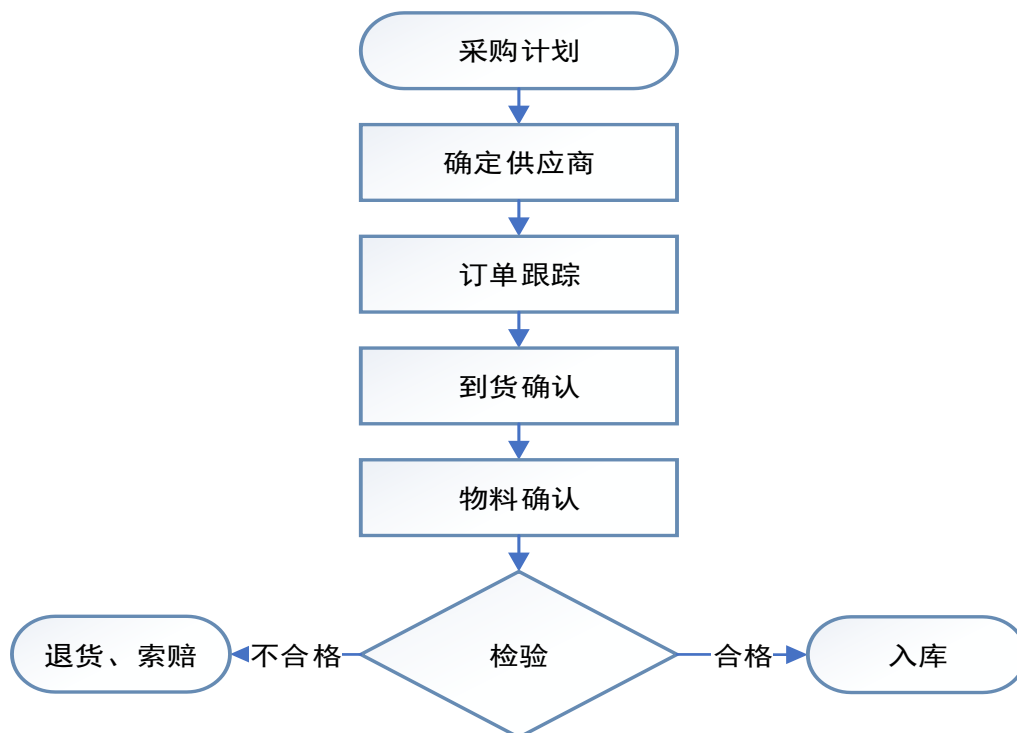 采购计划
确定供应商
订单跟踪
到货确认
物料确认
退货、索赔
不合格
检验
合格
入库